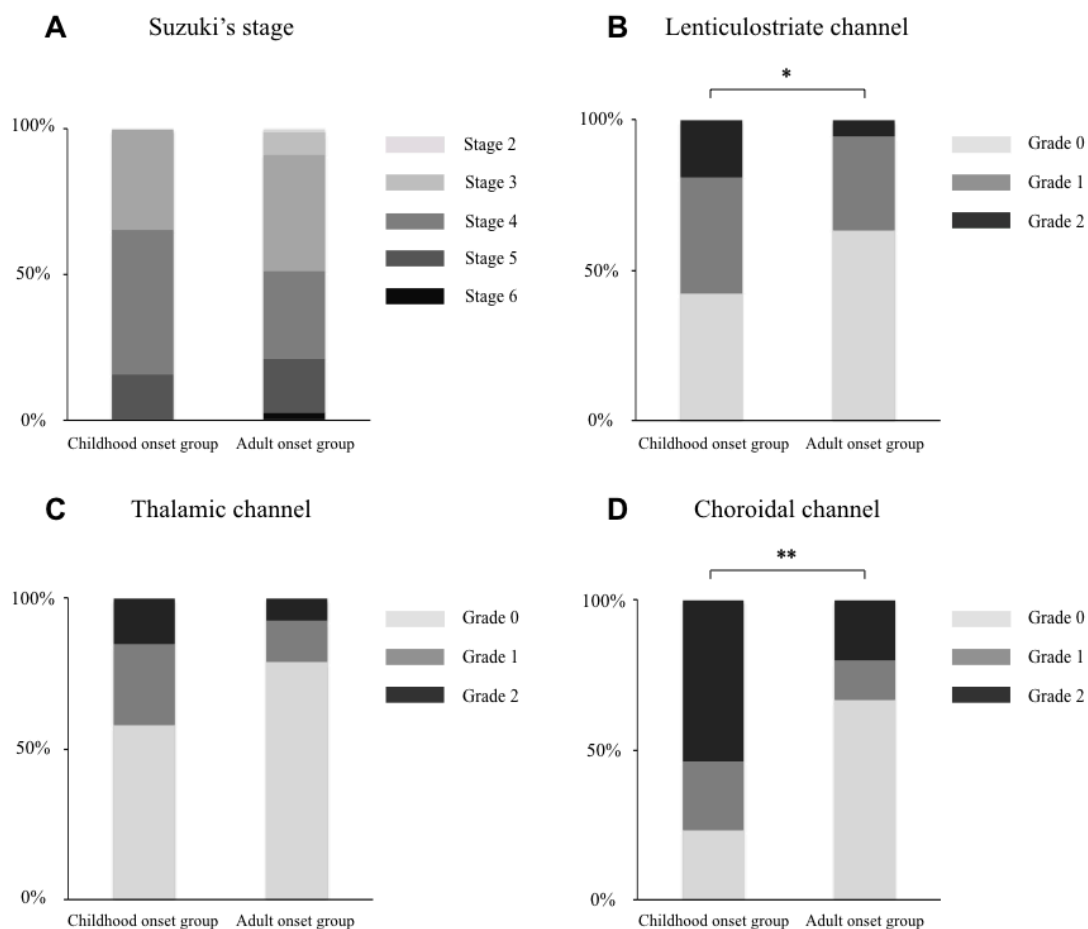 A Suzuki’s stage
100%
50%
0%
Childhood onset group Adult onset group
Stage 2
Stage 3
Stage 4
Stage 5
Stage 6
B Lenticulostriate channel
*
100%
50%
0%
Childhood onset group Adult onset group
Grade 0
Grade 1
Grade 2
C Thalamic channel
100%
50%
0%
Childhood onset group Adult onset group
Grade 0
Grade 1
Grade 2
D Choroidal channel
**
100%
50%
0%
Childhood onset group Adult onset group
Grade 0
Grade 1
Grade 2